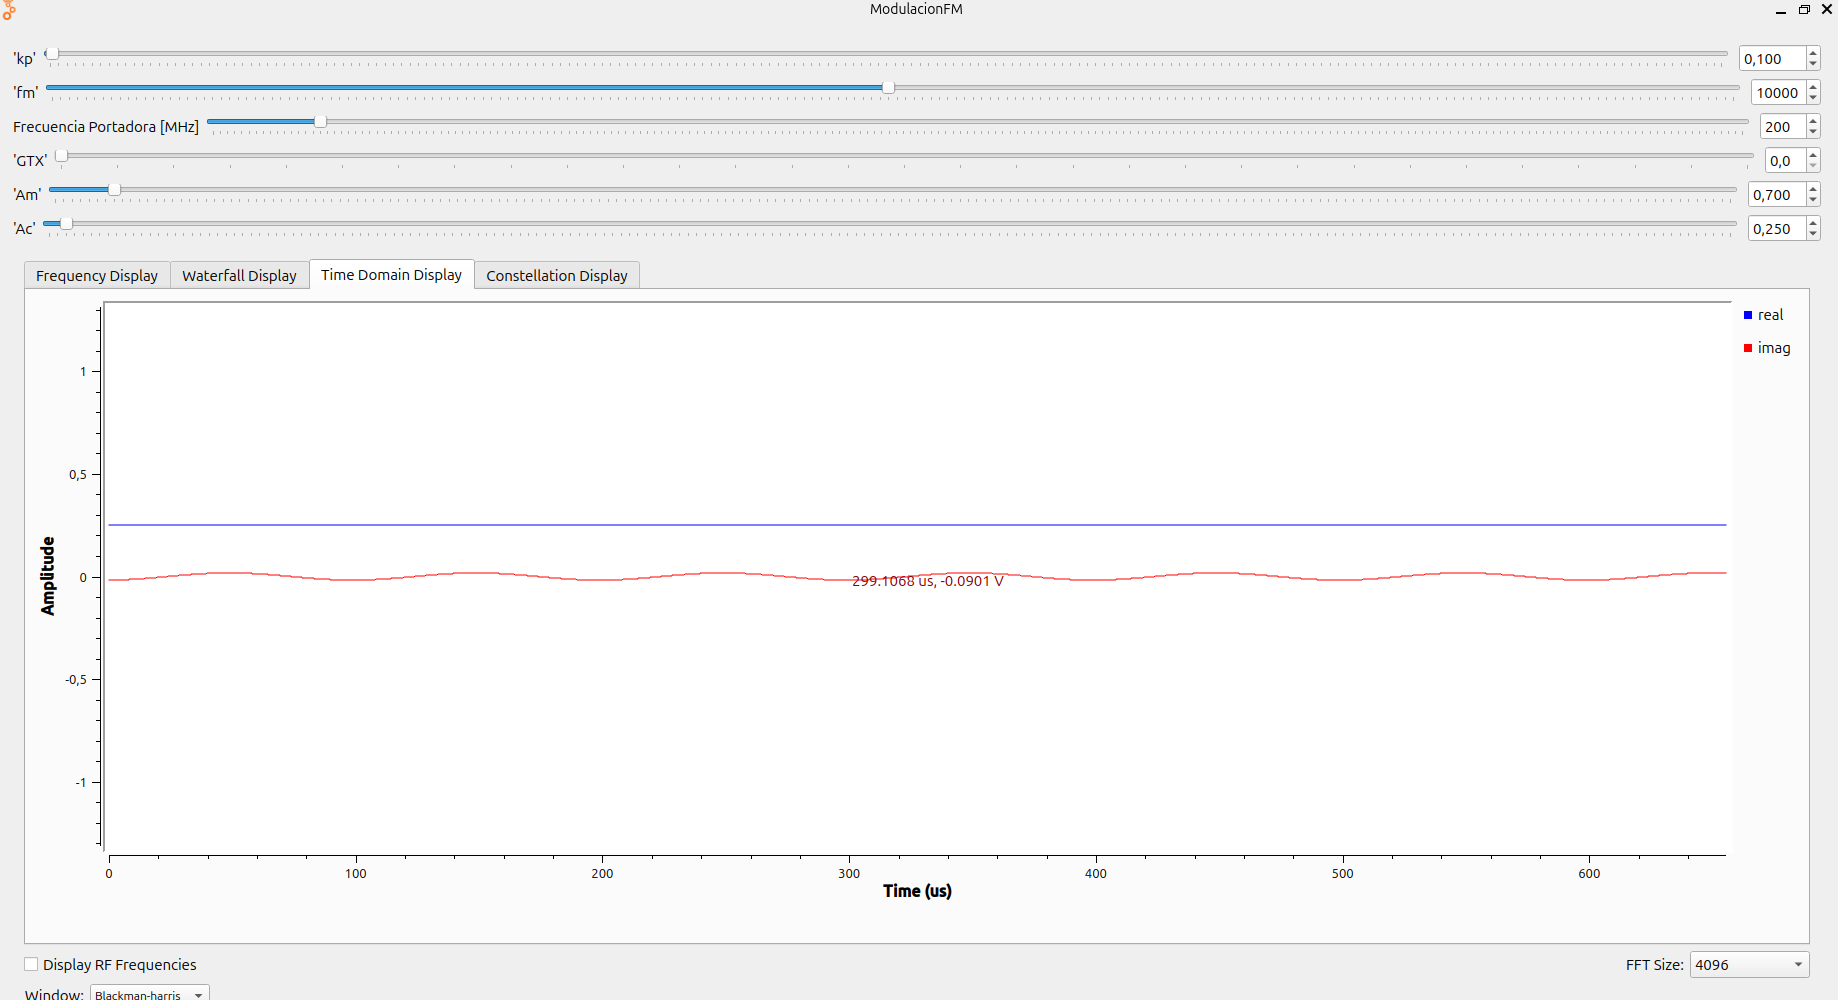 ModulacionFM
'kp' 0,100
'fm' 10000
Frecuencia Portadora [MHz] 200
'GTX' 0,0
'Am' 0,700
'Ac' 0,250
Frequency Display Waterfall Display Time Domain Display Constellation Display
real
imag
1
0,5
0
-0,5
-1
Amplitude
299.1068 us, -0.0901 V
0 100 200 300 400 500 600
Time (us)
Display RF Frequencies
FFT Size: 4096
Window: Blackman-harris